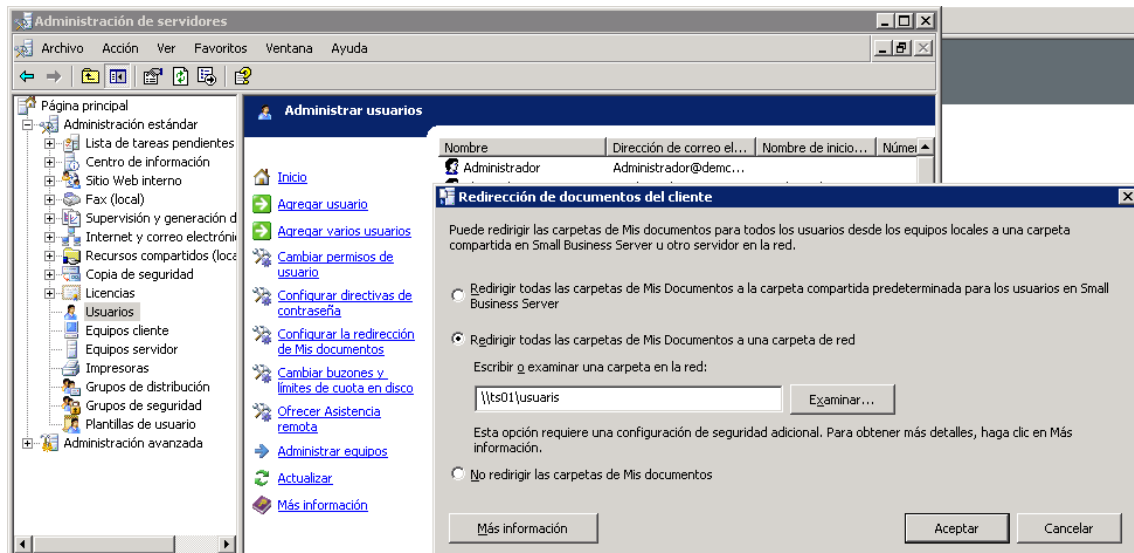 Administración de servidores
Archivo Acción Ver Favoritos Ventana Ayuda
Página principal
Administración estándar
Lista de tareas pendientes
Centro de información
Sitio Web interno
Fax (local)
Supervisión y generación d
Internet y correo electróni
Recursos compartidos (loca
Copia de seguridad
Licencias
Usuarios
Equipos cliente
Equipos servidor
Impresoras
Grupos de distribución
Grupos de seguridad
Plantillas de usuario
Administración avanzada
Administrar usuarios
Inicio
Agregar usuario
Agregar varios usuarios
Cambiar permisos de
usuario
Configurar directivas de
contraseña
Configurar la redirección
de Mis documentos
Cambiar buzones y
límites de cuota en disco
Ofrecer Asistencia
remota
Administrar equipos
Actualizar
Más información
Nombre Dirección de correo el... Nombre de inicio... Númer
Administrador Administrador@demc...
Redirección de documentos del cliente
Puede redirigir las carpetas de Mis documentos para todos los usuarios desde los equipos locales a una carpeta
compartida en Small Business Server u otro servidor en la red.
Redirigir todas las carpetas de Mis Documentos a la carpeta compartida predeterminada para los usuarios en Small
Business Server
Redirigir todas las carpetas de Mis Documentos a una carpeta de red
Escribir o examinar una carpeta en la red:
\\ts01\usuaris
Examinar...
Esta opción requiere una configuración de seguridad adicional. Para obtener más detalles, haga clic en Más
información.
No redirigir las carpetas de Mis documentos
Más información
Aceptar
Cancelar